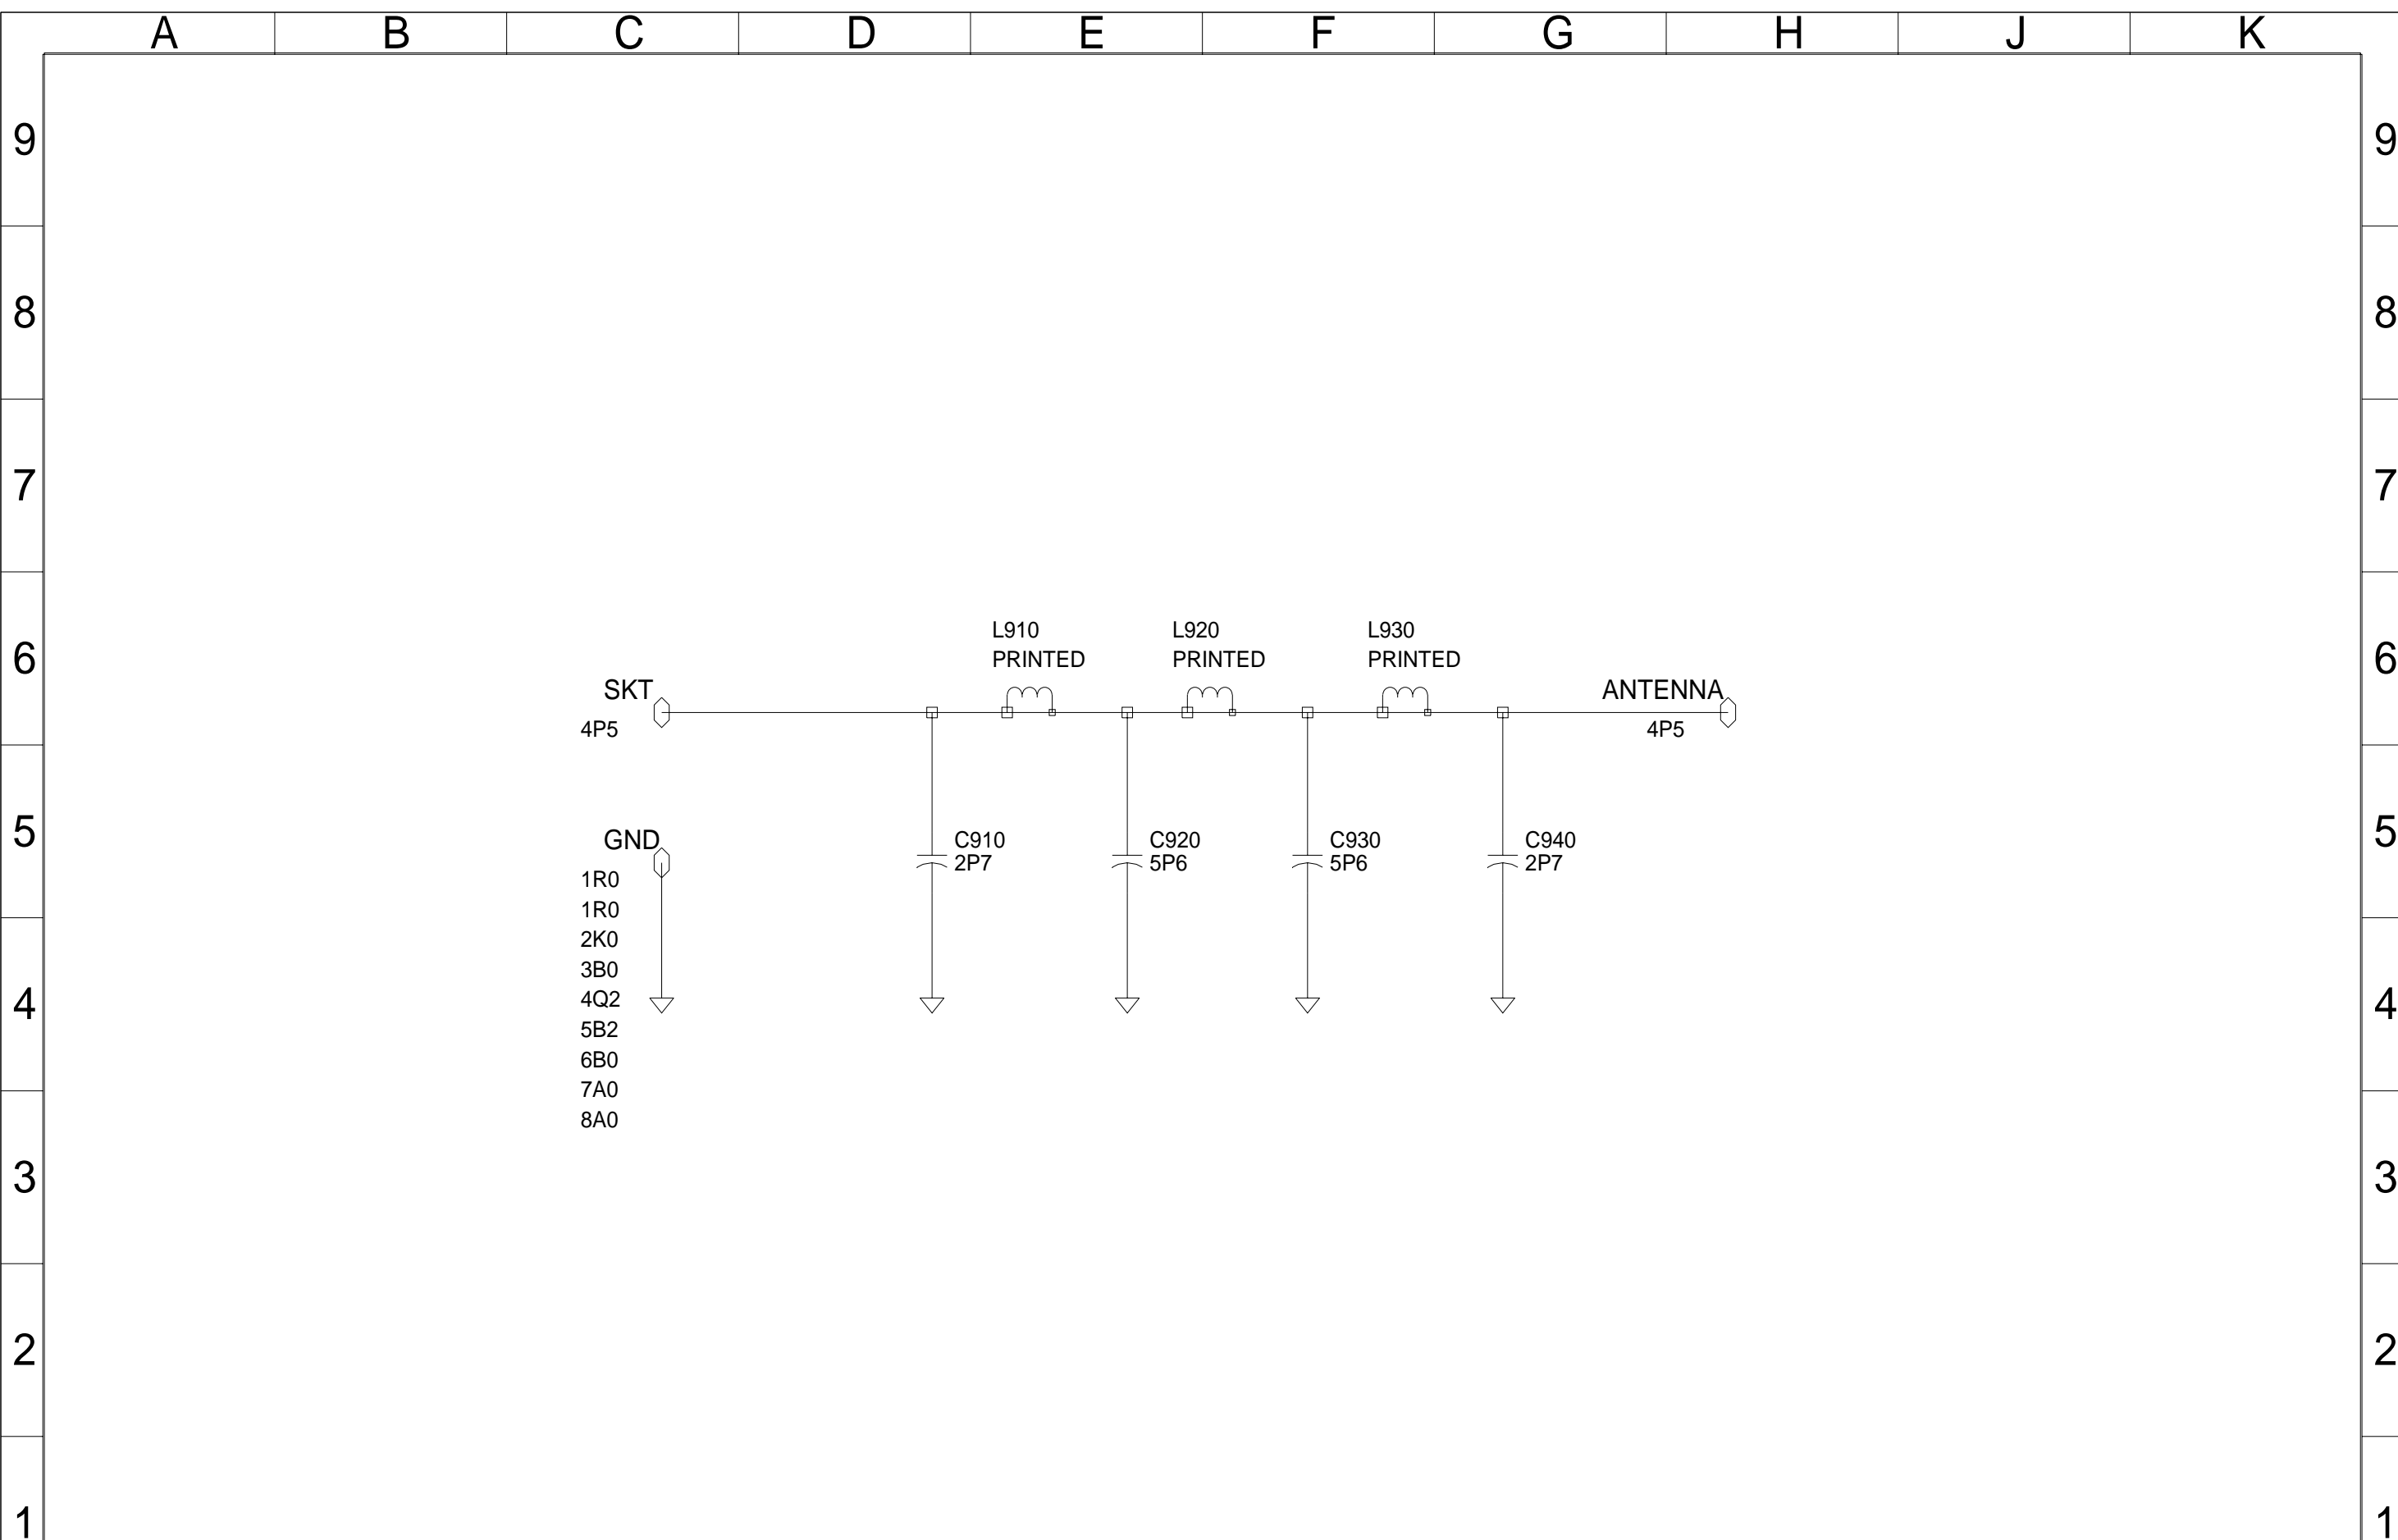 A B C D E F G H J K
9 9
8 8
7 7
6 6
L910 L920 L930
PRINTED PRINTED PRINTED
SKT ANTENNA
4P5 4P5
5 5
GND C910 C920 C930 C940
2P7 5P6 5P6 2P7
1R0
1R0
2K0
3B0
4Q2
4 4
5B2
6B0
7A0
8A0
3 3
2 2
1 1